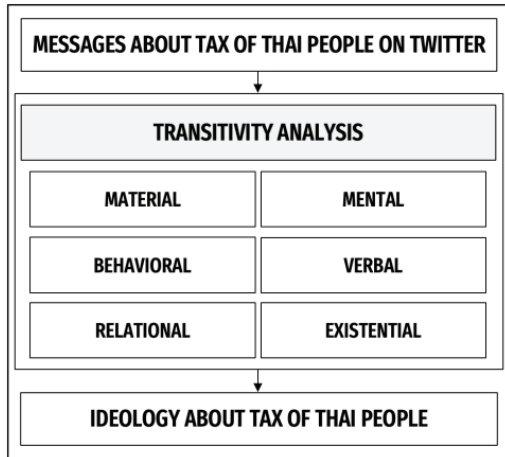 MESSAGES ABOUT TAX OF THAI PEOPLE ON TWITTER
TRANSITIVITY ANALYSIS
MATERIAL
MENTAL
BEHAVIORAL
VERBAL
RELATIONAL
EXISTENTIAL
IDEOLOGY ABOUT TAX OF THAI PEOPLE